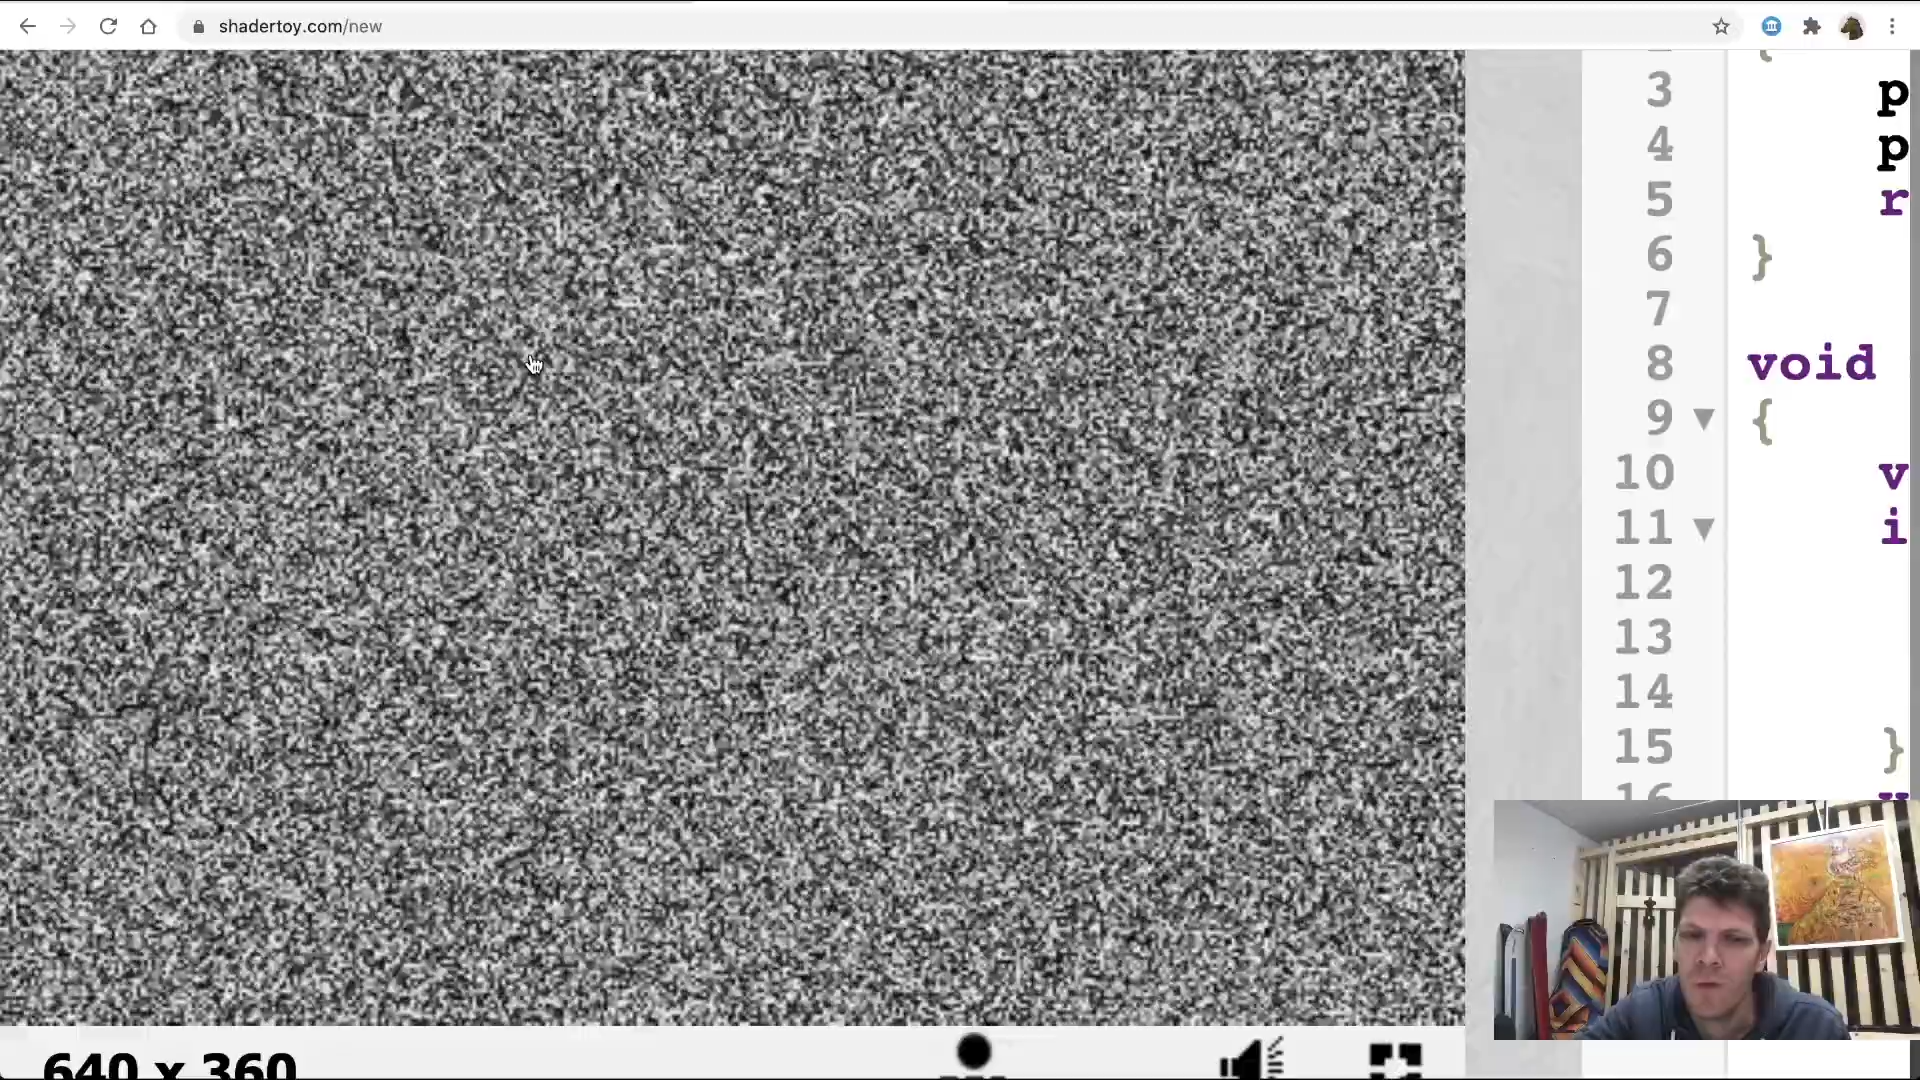 shadertoy.com/new
{
3 p
4 p
5 r
6 }
7
8 void
9 {
10 v
11 i
12
13
14
15 }
16
640 x 360